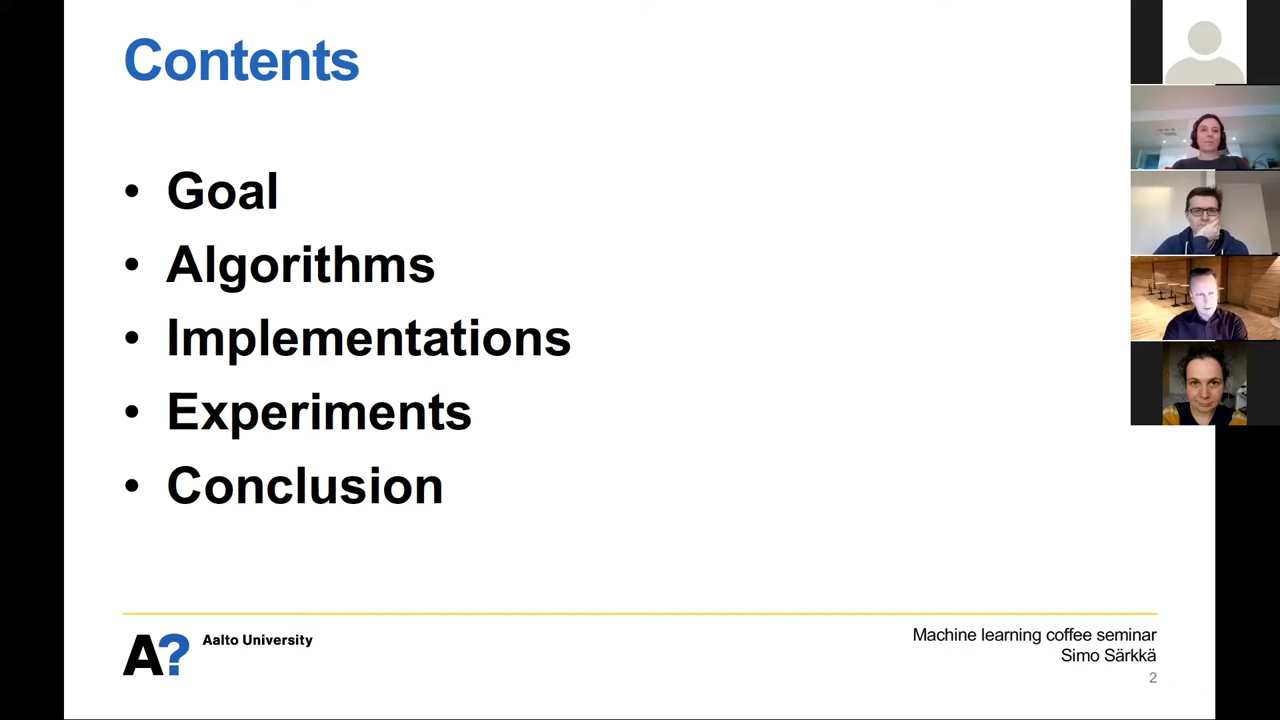 Contents
• Goal
• Algorithms
• Implementations
• Experiments
• Conclusion
A?
Aalto University
Machine learning coffee seminar
Simo Särkkä
2